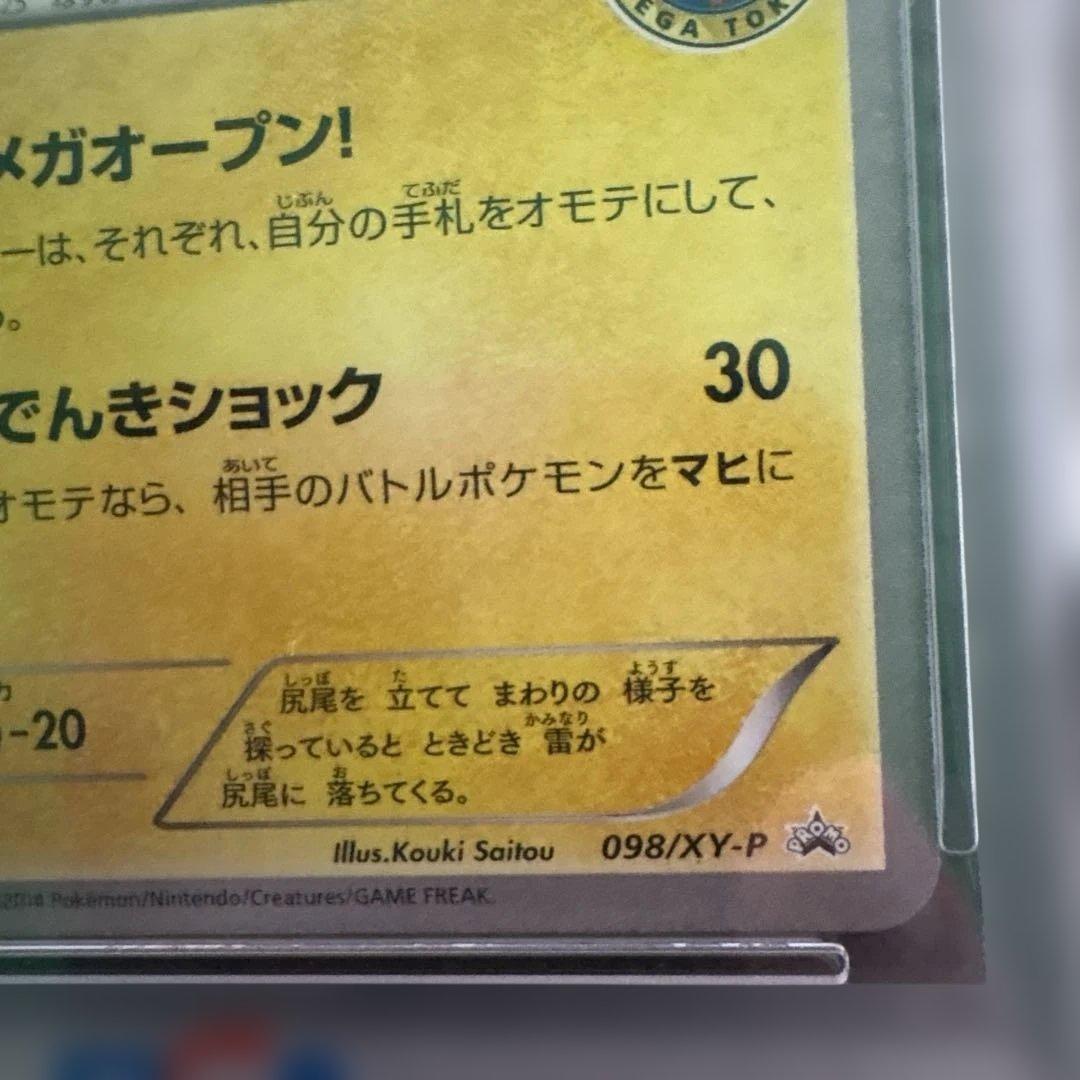 EGA TOK
メガオープン!
ーは、それぞれ、自分の手札をオモテにして、
る。
でんきショック 30
オモテなら、相手のバトルポケモンをマヒに
-20
尻尾を 立てて まわりの 様子を
探っていると ときどき 雷が
尻尾に 落ちてくる。
Illus.Kouki Saitou 098/XY-P PROMO
2014 Pokémon/Nintendo/Creatures/GAME FREAK.